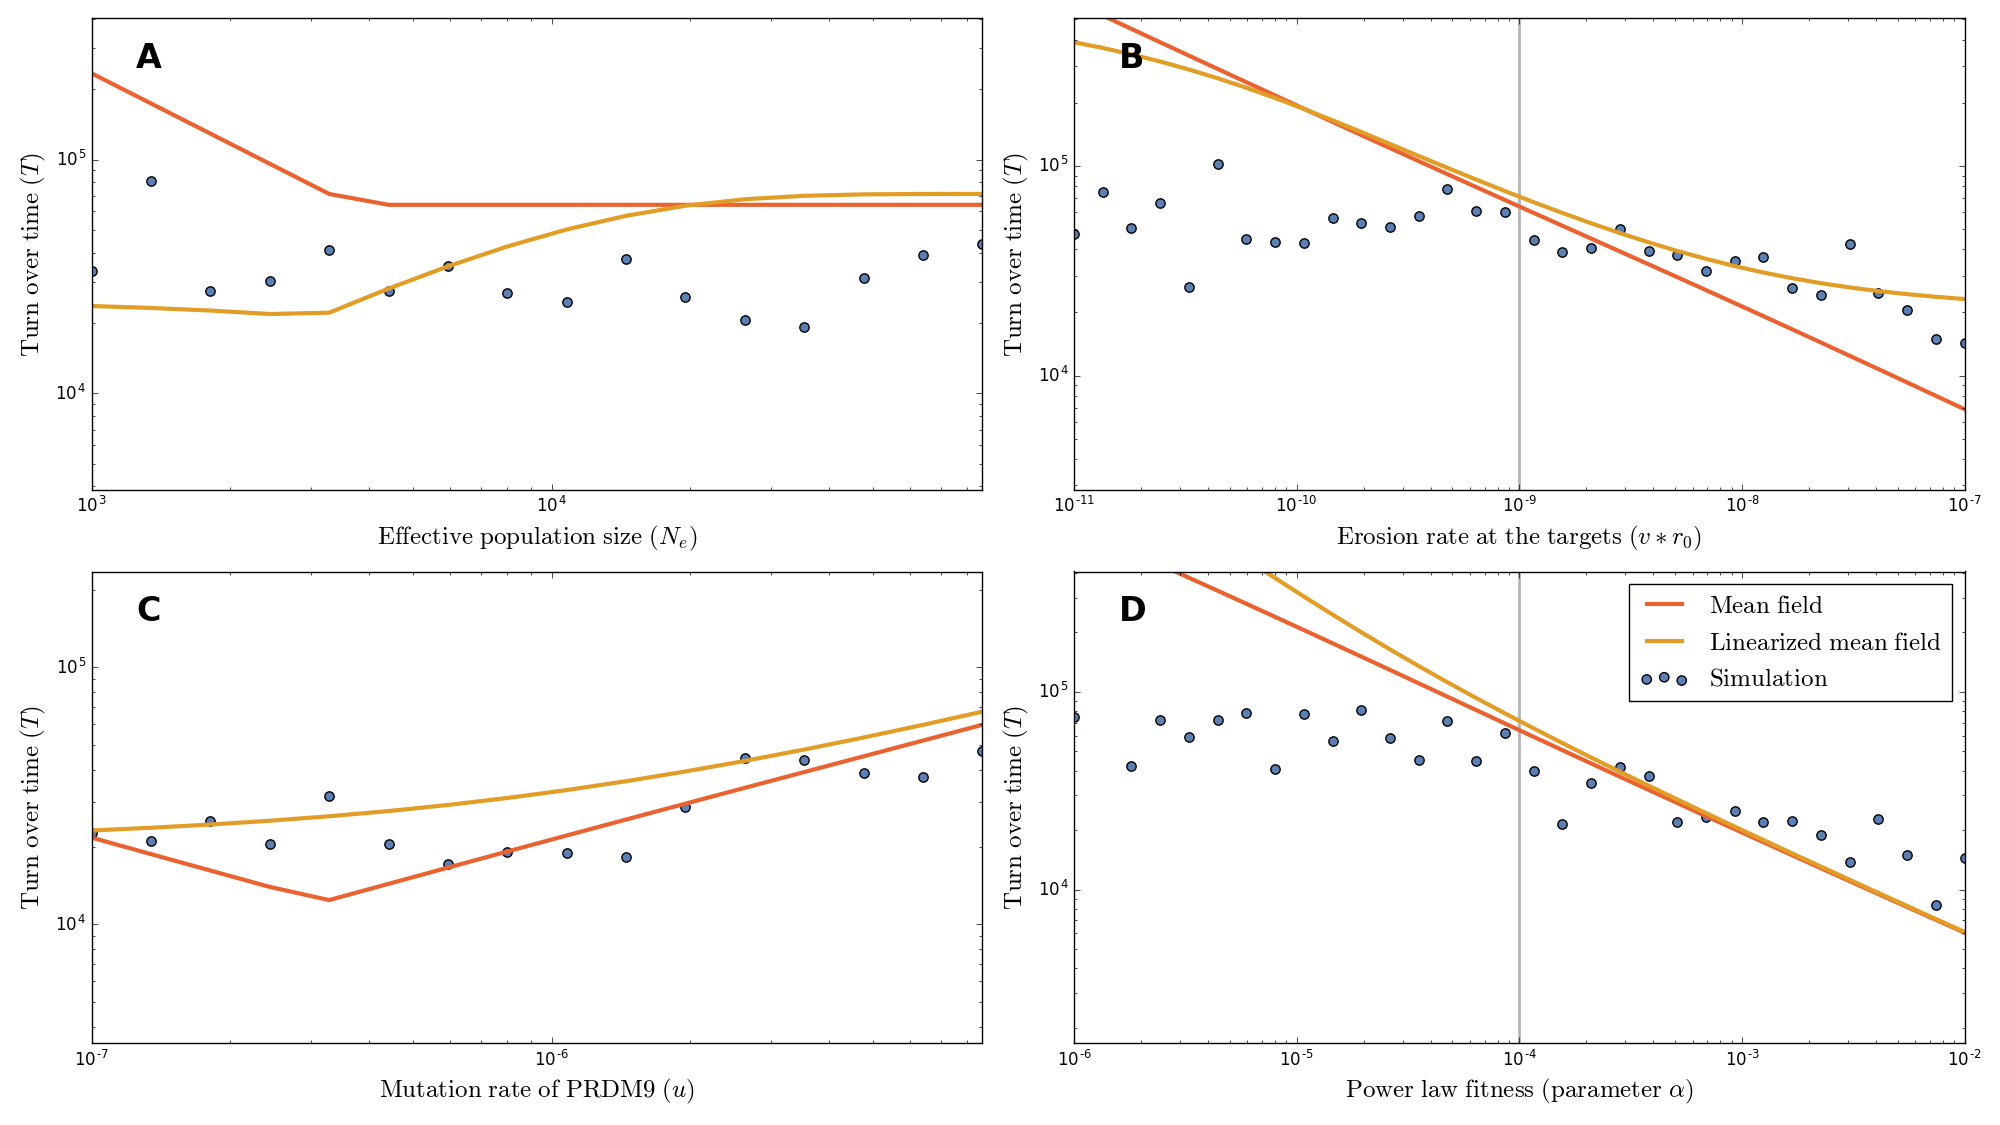 A
10^5
10^4
Turn over time (T)
10^3
10^4
Effective population size (N_e)
B
10^5
10^4
Turn over time (T)
10^-11
10^-10
10^-9
10^-8
10^-7
Erosion rate at the targets (v ∗ r_0)
C
10^5
10^4
Turn over time (T)
10^-7
10^-6
Mutation rate of PRDM9 (u)
D
Mean field
Linearized mean field
Simulation
10^5
10^4
Turn over time (T)
10^-6
10^-5
10^-4
10^-3
10^-2
Power law fitness (parameter α)